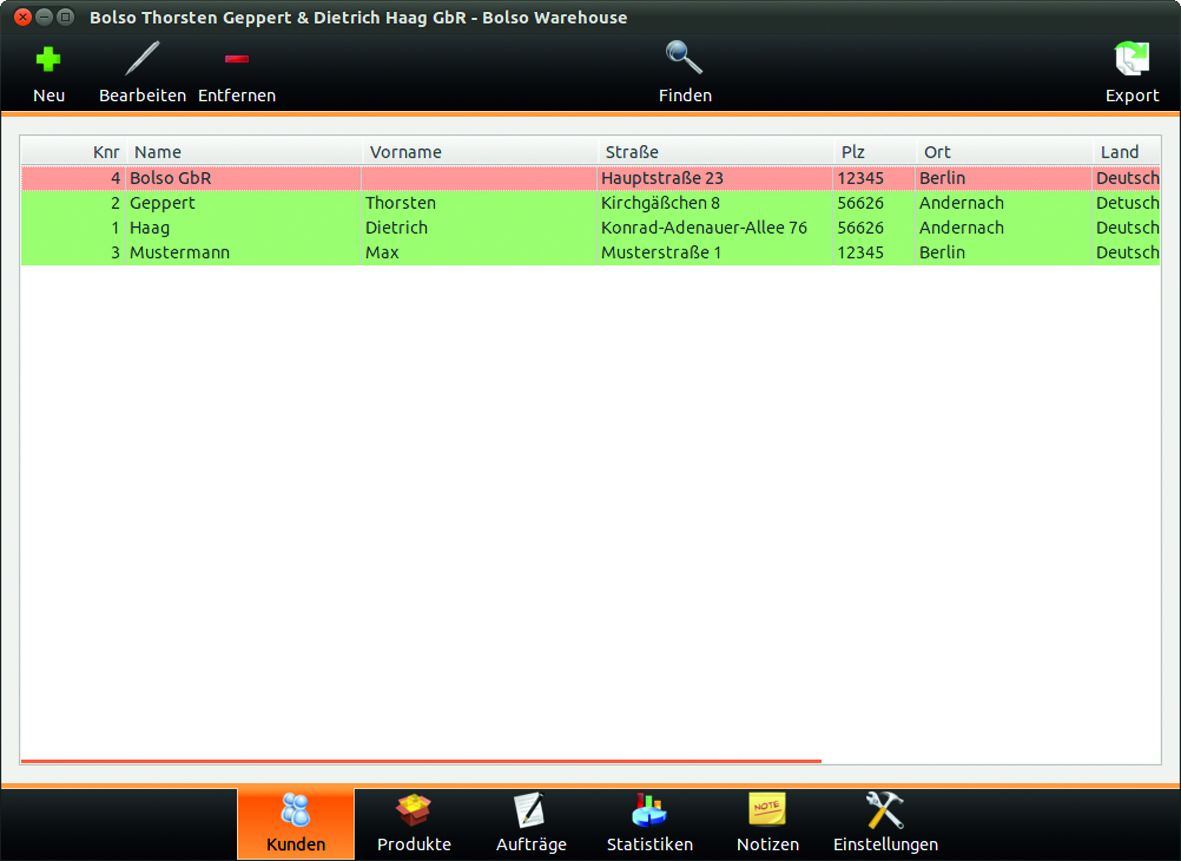 Bolso Thorsten Geppert & Dietrich Haag GbR - Bolso Warehouse
Neu Bearbeiten Entfernen Finden Export
Knr Name Vorname Straße Plz Ort Land
4 Bolso GbR Hauptstraße 23 12345 Berlin Deutsch
2 Geppert Thorsten Kirchgäßchen 8 56626 Andernach Detusch
1 Haag Dietrich Konrad-Adenauer-Allee 76 56626 Andernach Deutsch
3 Mustermann Max Musterstraße 1 12345 Berlin Deutsch
NOTE
Kunden Produkte Aufträge Statistiken Notizen Einstellungen